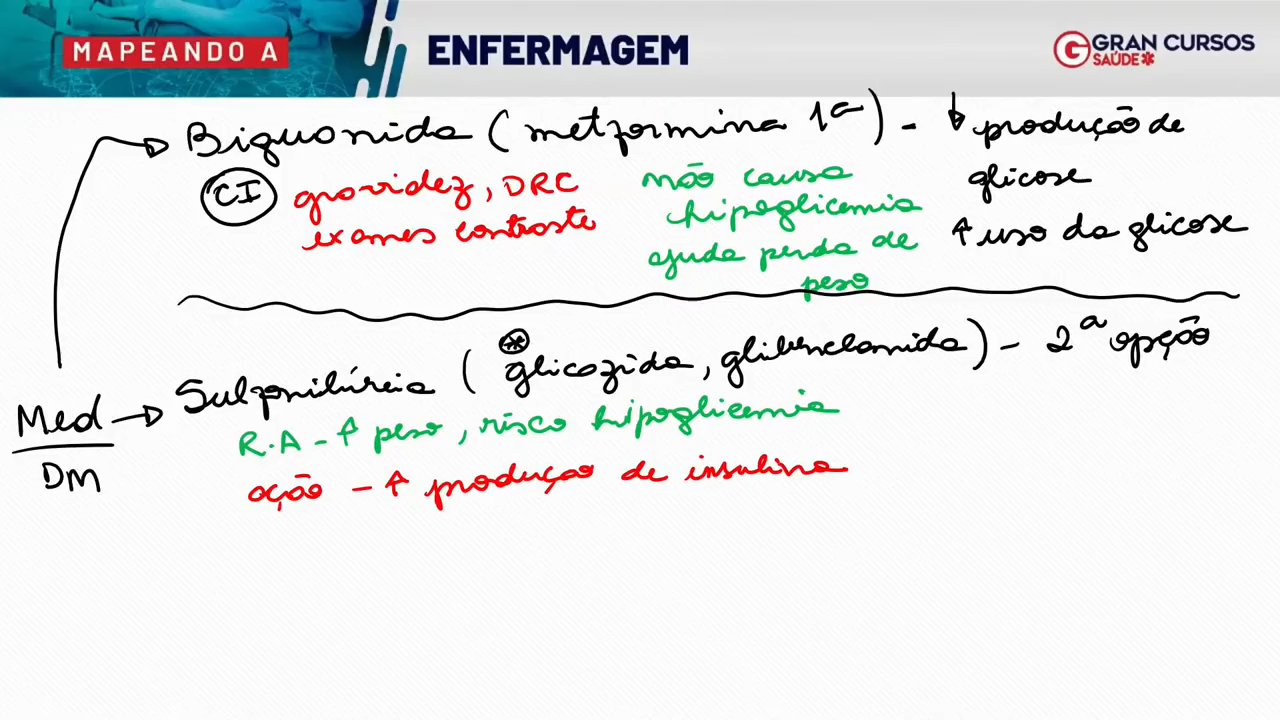 MAPEANDO A
ENFERMAGEM
GRAN CURSOS
SAÚDE
Biguanida (metformina 1ª) - ↓ produção de
glicose
↑ uso da glicose
CI gravidez, DRC
exames contraste
não causa
hipoglicemia
ajuda perda de
peso
Sulfonilúreia (glicazida, glibenclamida) - 2ª opção
R.A - ↑ peso, risco hipoglicemia
ação - ↑ produção de insulina
Med
DM